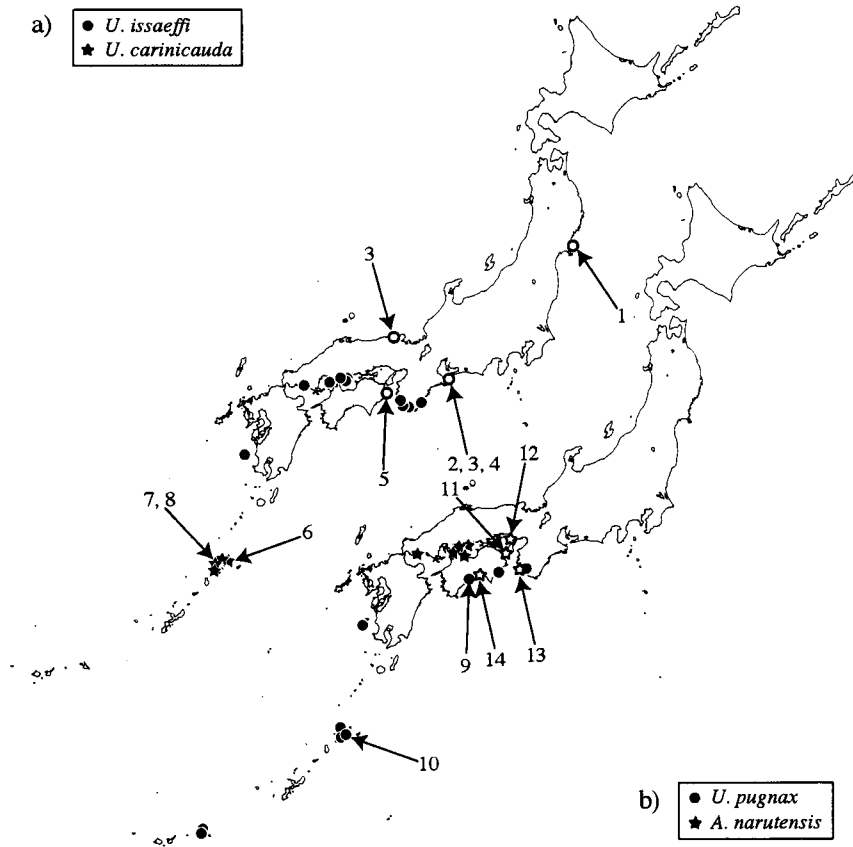 a)
U. issaeffi
U. carinicauda
3
1
2, 3, 4
12
11
5
7, 8
6
9
14
13
10
b)
U. pugnax
A. narutensis